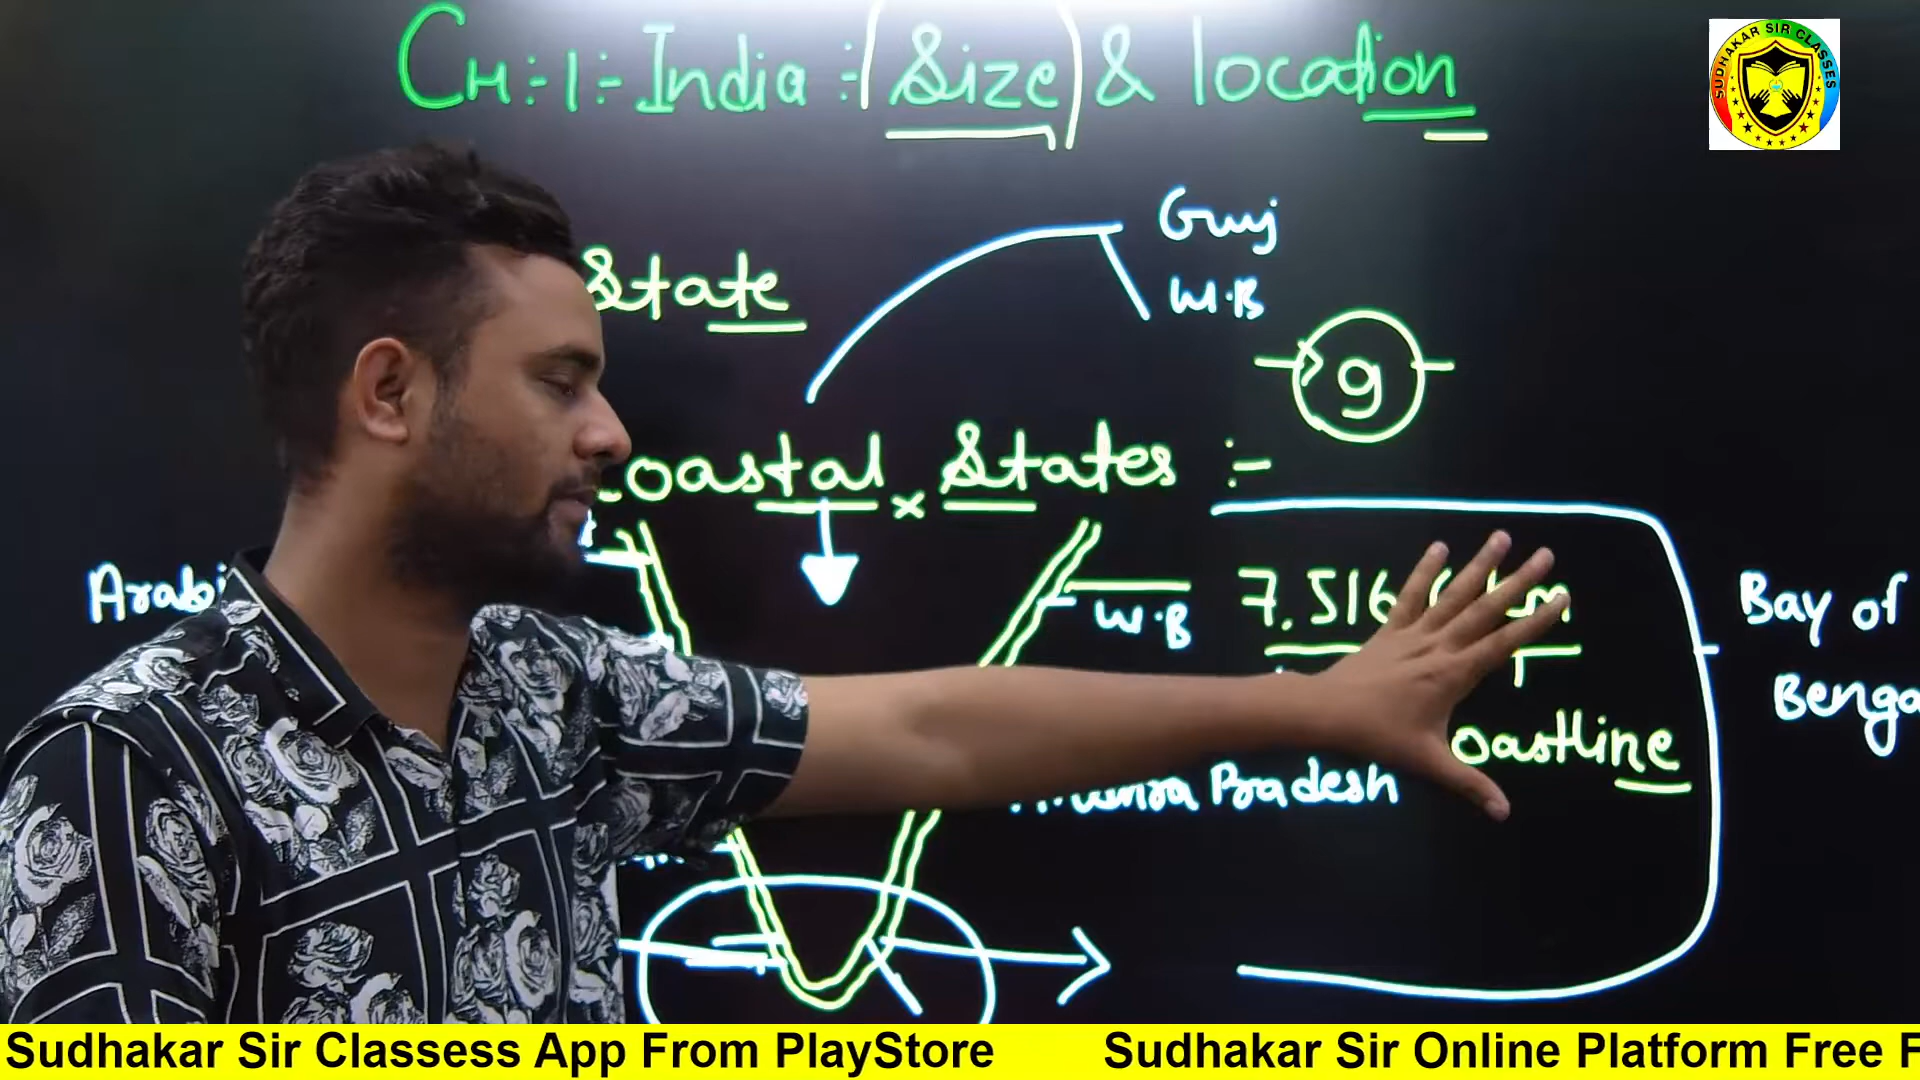 CH:-1:- India :- (Size) & location
SUDHAKAR SIR CLASSES
Guj
W.B
State
9
Coastal × States :-
Arabi
W.B
7.516
km
Bay of
Benga
oastline
Pradesh
Sudhakar Sir Classess App From PlayStore
Sudhakar Sir Online Platform Free F